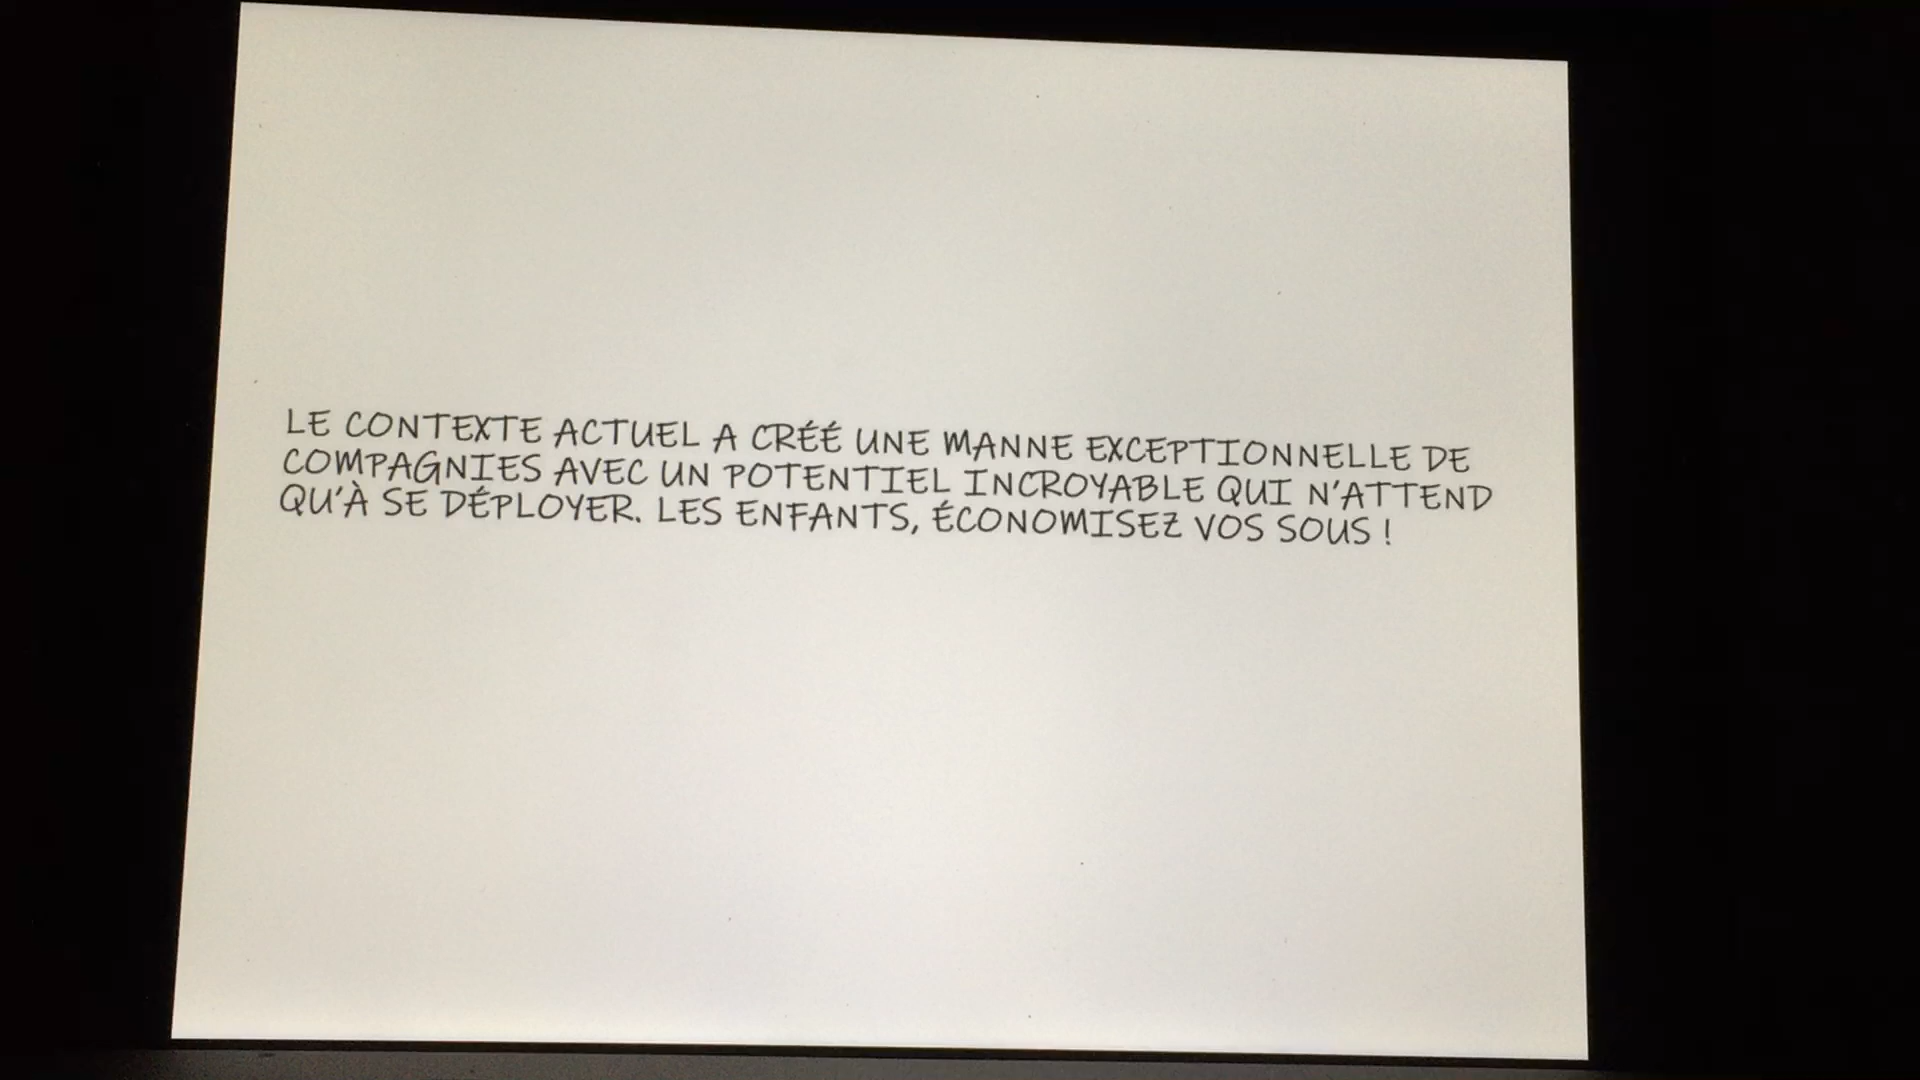 LE CONTEXTE ACTUEL A CRÉÉ UNE MANNE EXCEPTIONNELLE DE
COMPAGNIES AVEC UN POTENTIEL INCROYABLE QUI N'ATTEND
QU'À SE DÉPLOYER. LES ENFANTS, ÉCONOMISEZ VOS SOUS !